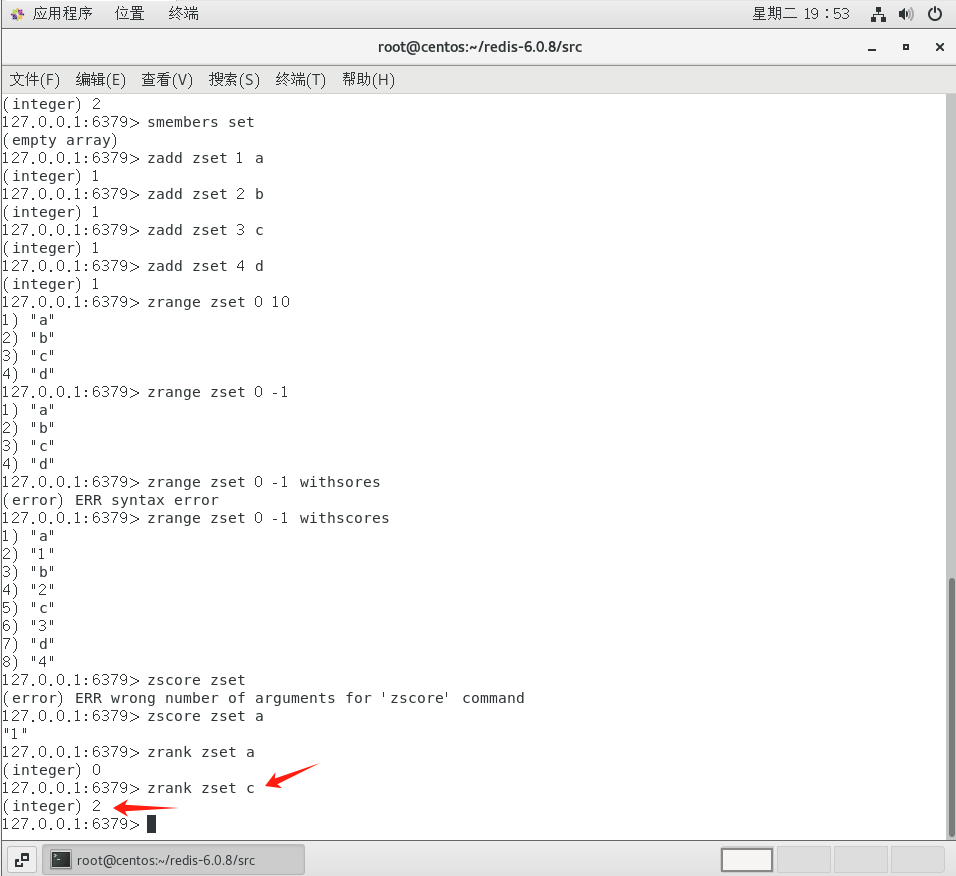 应用程序 位置 终端 星期二 19：53
root@centos:~/redis-6.0.8/src
文件(F) 编辑(E) 查看(V) 搜索(S) 终端(T) 帮助(H)
(integer) 2
127.0.0.1:6379> smembers set
(empty array)
127.0.0.1:6379> zadd zset 1 a
(integer) 1
127.0.0.1:6379> zadd zset 2 b
(integer) 1
127.0.0.1:6379> zadd zset 3 c
(integer) 1
127.0.0.1:6379> zadd zset 4 d
(integer) 1
127.0.0.1:6379> zrange zset 0 10
1) "a"
2) "b"
3) "c"
4) "d"
127.0.0.1:6379> zrange zset 0 -1
1) "a"
2) "b"
3) "c"
4) "d"
127.0.0.1:6379> zrange zset 0 -1 withsores
(error) ERR syntax error
127.0.0.1:6379> zrange zset 0 -1 withscores
1) "a"
2) "1"
3) "b"
4) "2"
5) "c"
6) "3"
7) "d"
8) "4"
127.0.0.1:6379> zscore zset
(error) ERR wrong number of arguments for 'zscore' command
127.0.0.1:6379> zscore zset a
"1"
127.0.0.1:6379> zrank zset a
(integer) 0
127.0.0.1:6379> zrank zset c
(integer) 2
127.0.0.1:6379>
root@centos:~/redis-6.0.8/src